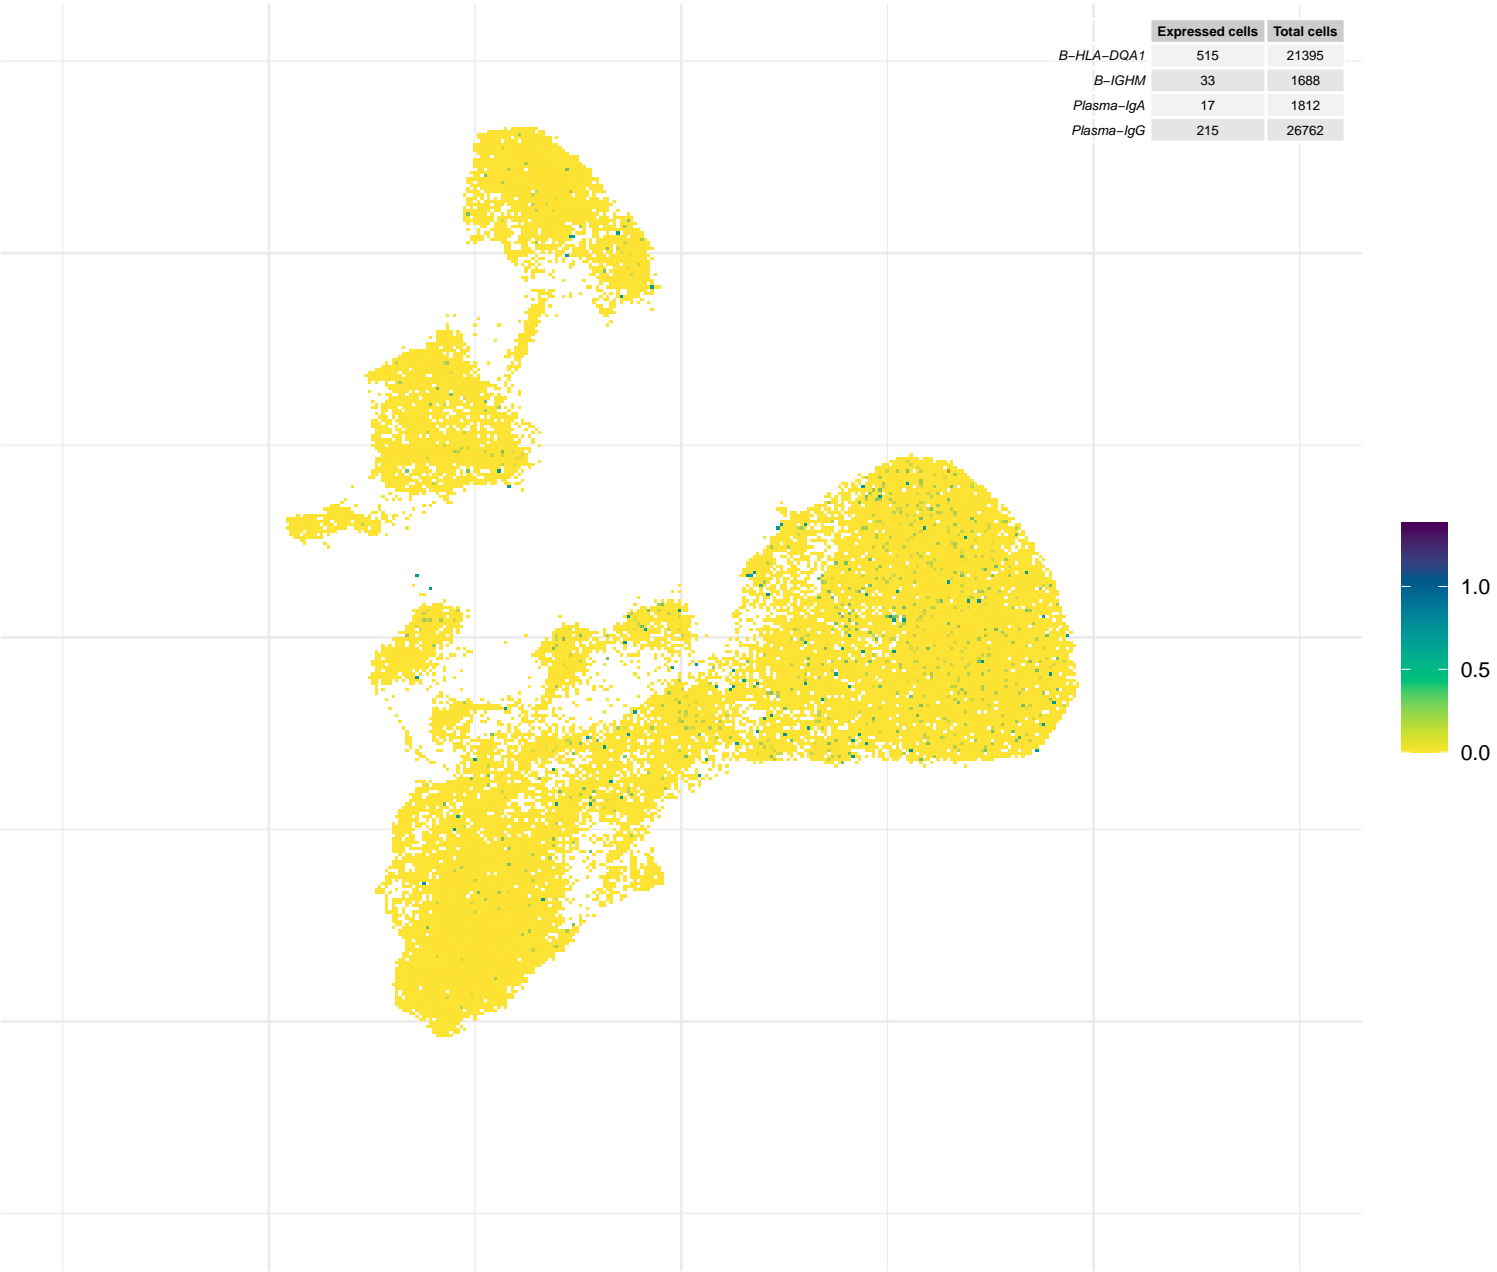 Expressed cells Total cells
B−HLA−DQA1 515 21395
B−IGHM 33 1688
Plasma−IgA 17 1812
Plasma−IgG 215 26762
1.0
0.5
0.0